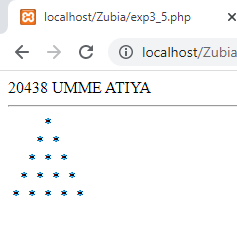 localhost/Zubia/exp3_5.php
localhost/Zubia
20438 UMME ATIYA
*
* *
* * *
* * * *
* * * * *